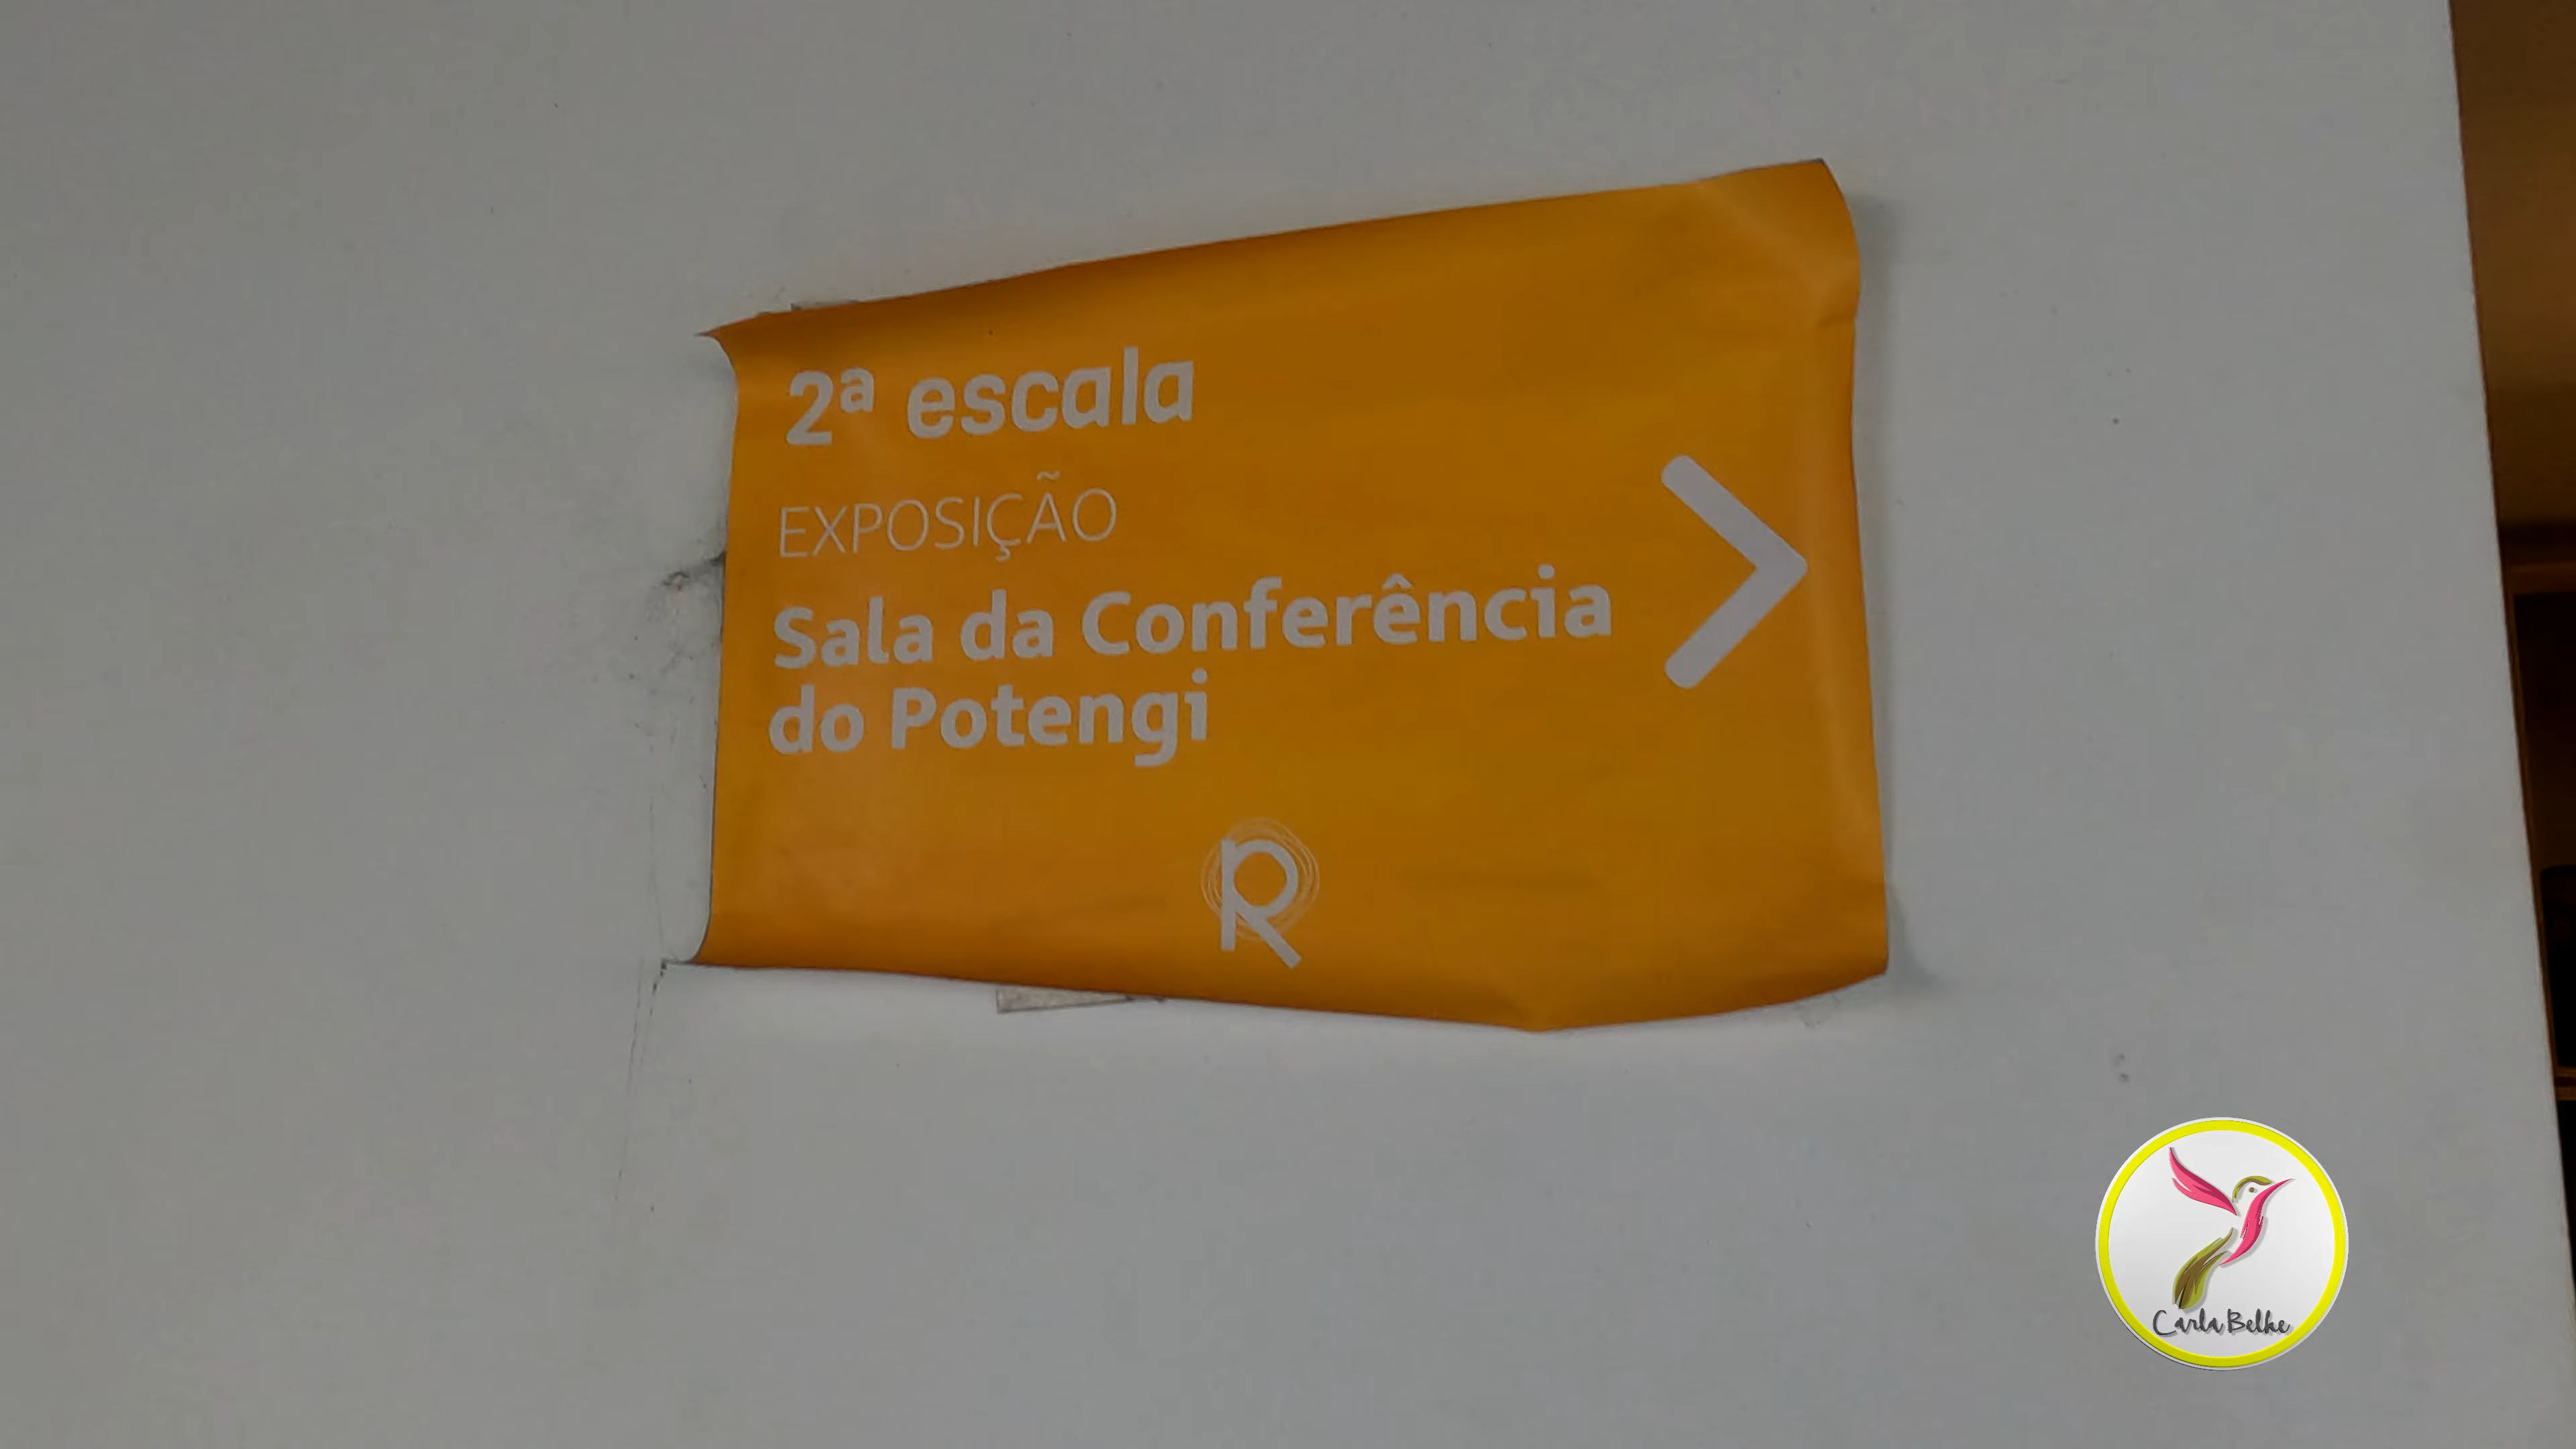 2ª escala
EXPOSIÇÃO
Sala da Conferência
do Potengi
R
Carla Belke